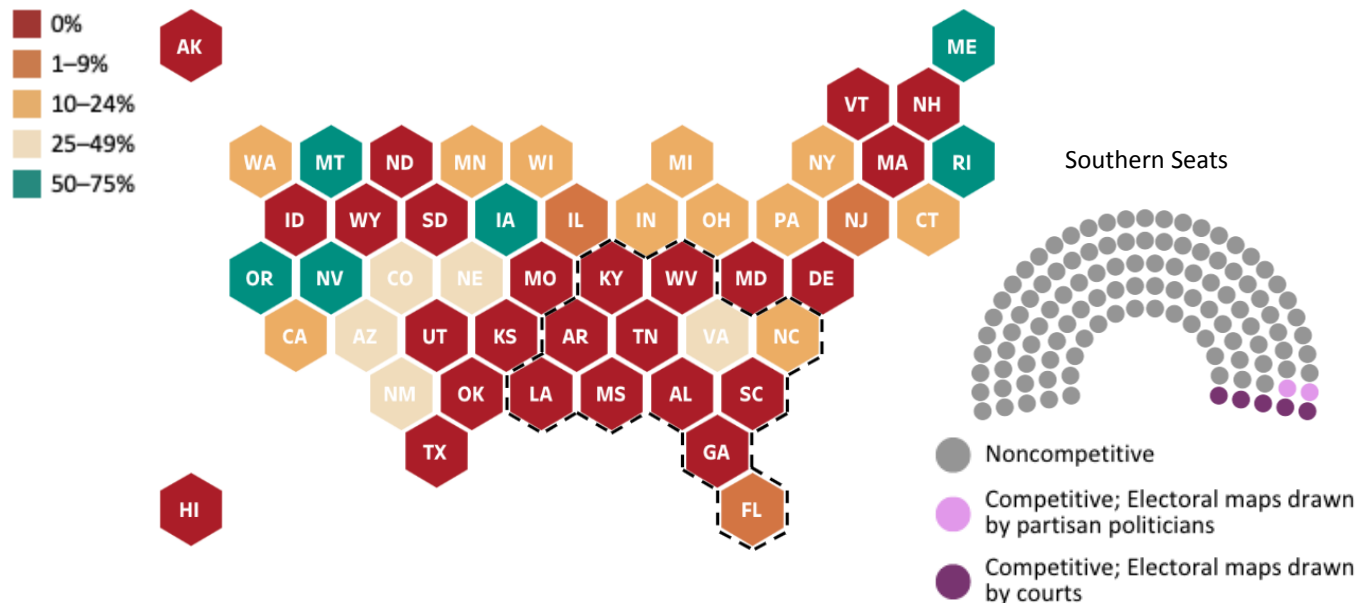 0%
1–9%
10–24%
25–49%
50–75%
AK
ME
VT NH
WA MT ND MN WI MI NY MA RI
ID WY SD IA IL IN OH PA NJ CT
OR NV CO NE MO KY WV MD DE
CA AZ UT KS AR TN VA NC
NM OK LA MS AL SC
TX GA
HI FL
Southern Seats
Noncompetitive
Competitive; Electoral maps drawn
by partisan politicians
Competitive; Electoral maps drawn
by courts